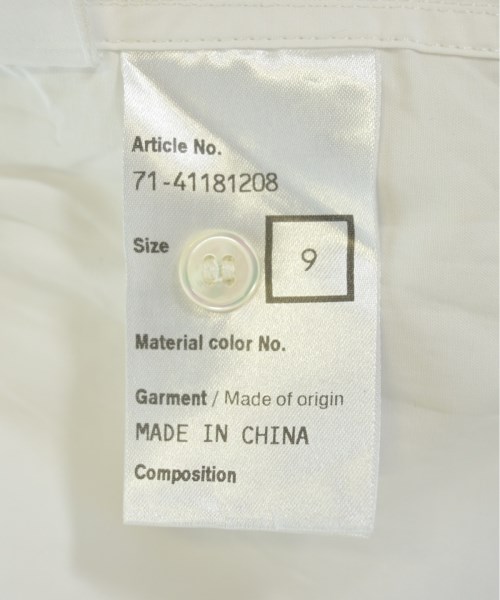 Article No.
71-41181208
Size 9
Material color No.
Garment / Made of origin
MADE IN CHINA
Composition